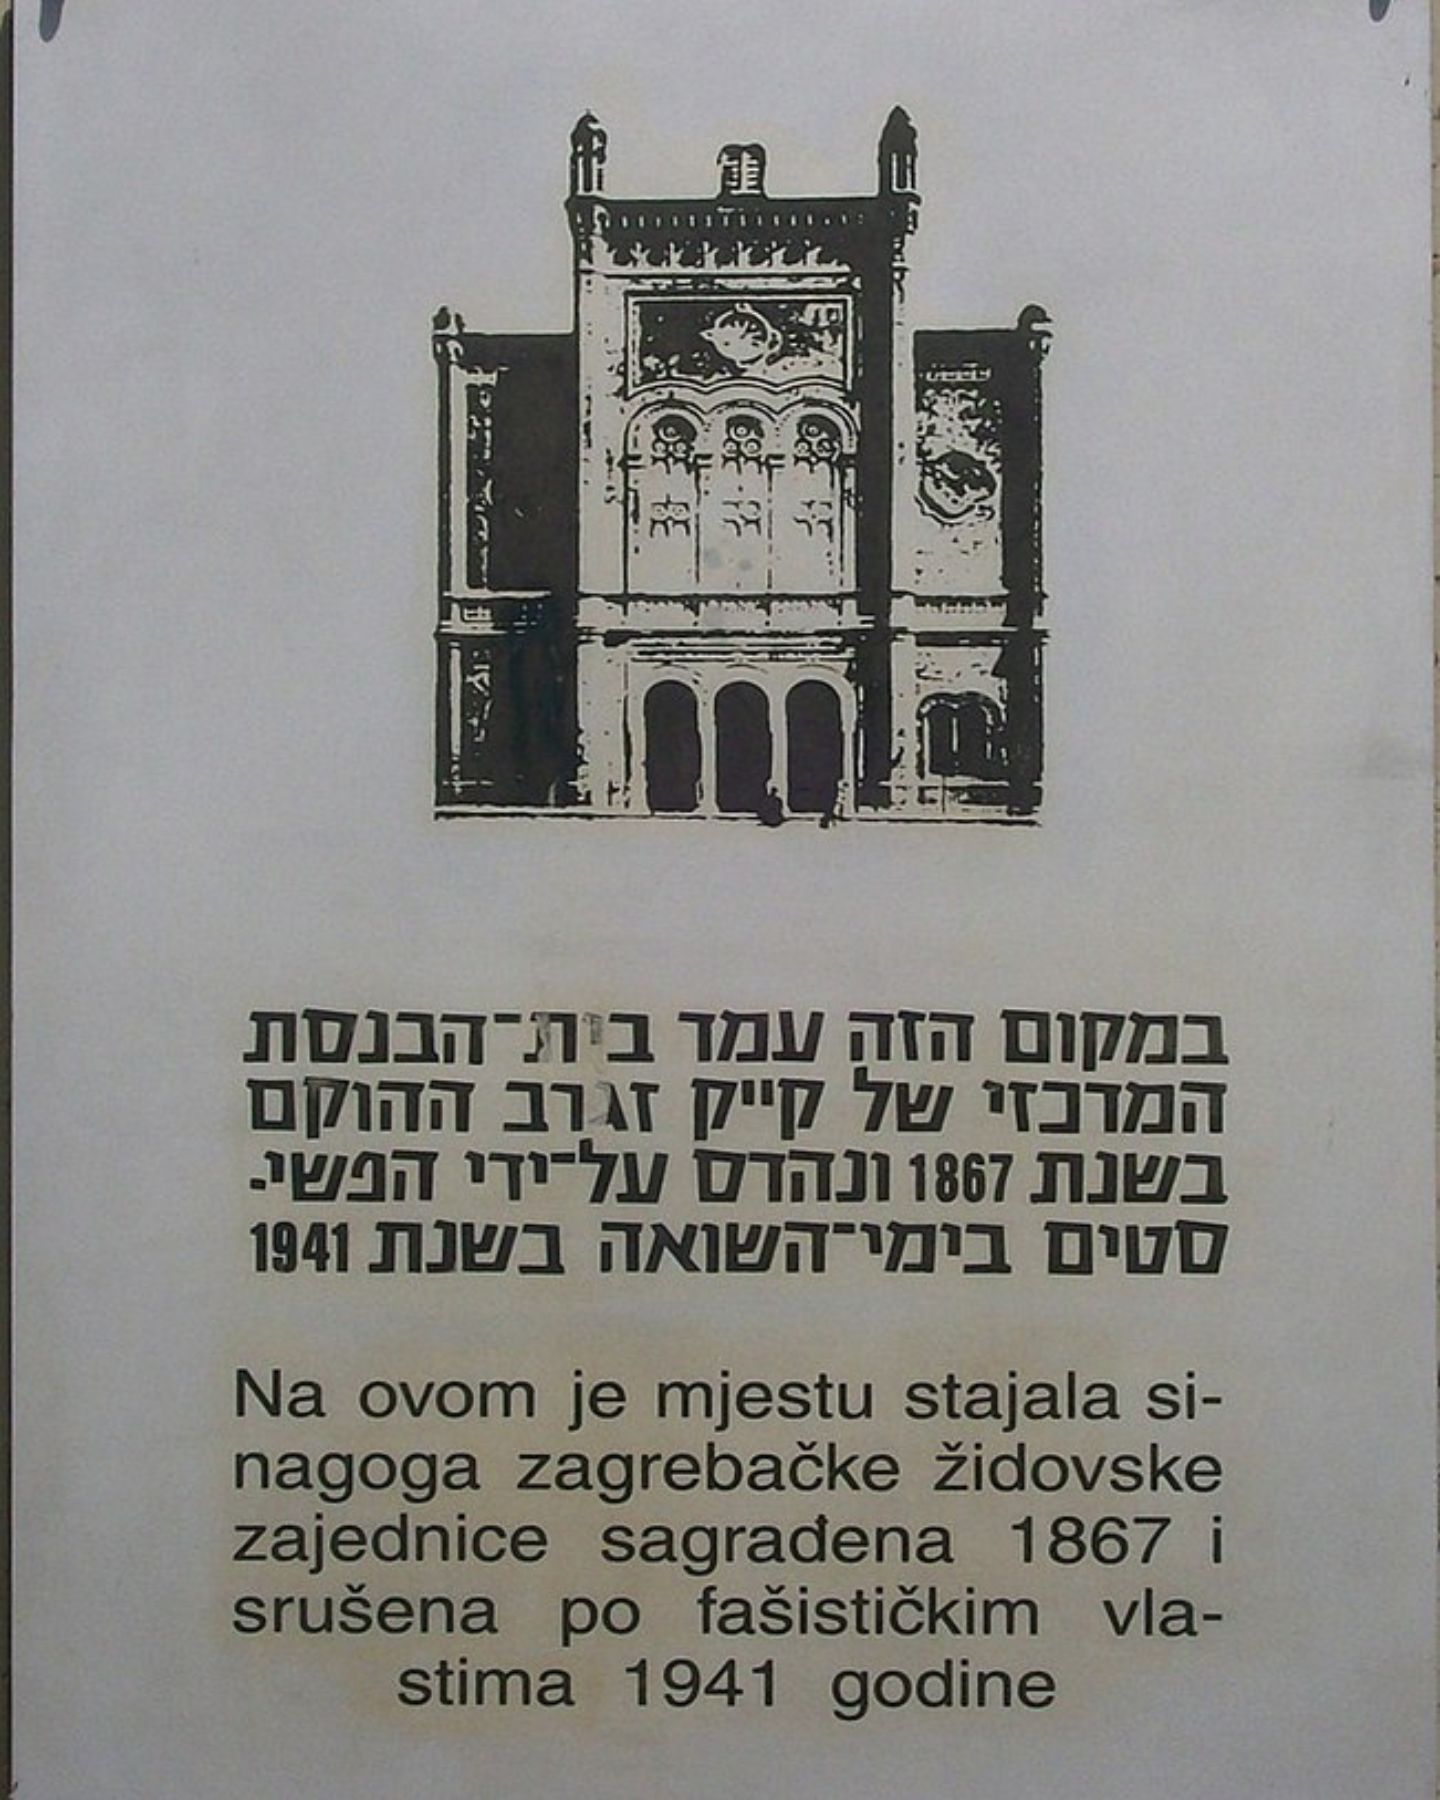 במקום הזה עמד בית־הכנסת
המרכזי של קייק זגרב ההוקם
בשנת 1867 ונהדס על־ידי הפשי-
סטים בימי־השואה בשנת 1941
Na ovom je mjestu stajala si-
nagoga zagrebačke židovske
zajednice sagrađena 1867 i
srušena po fašističkim vla-
stima 1941 godine